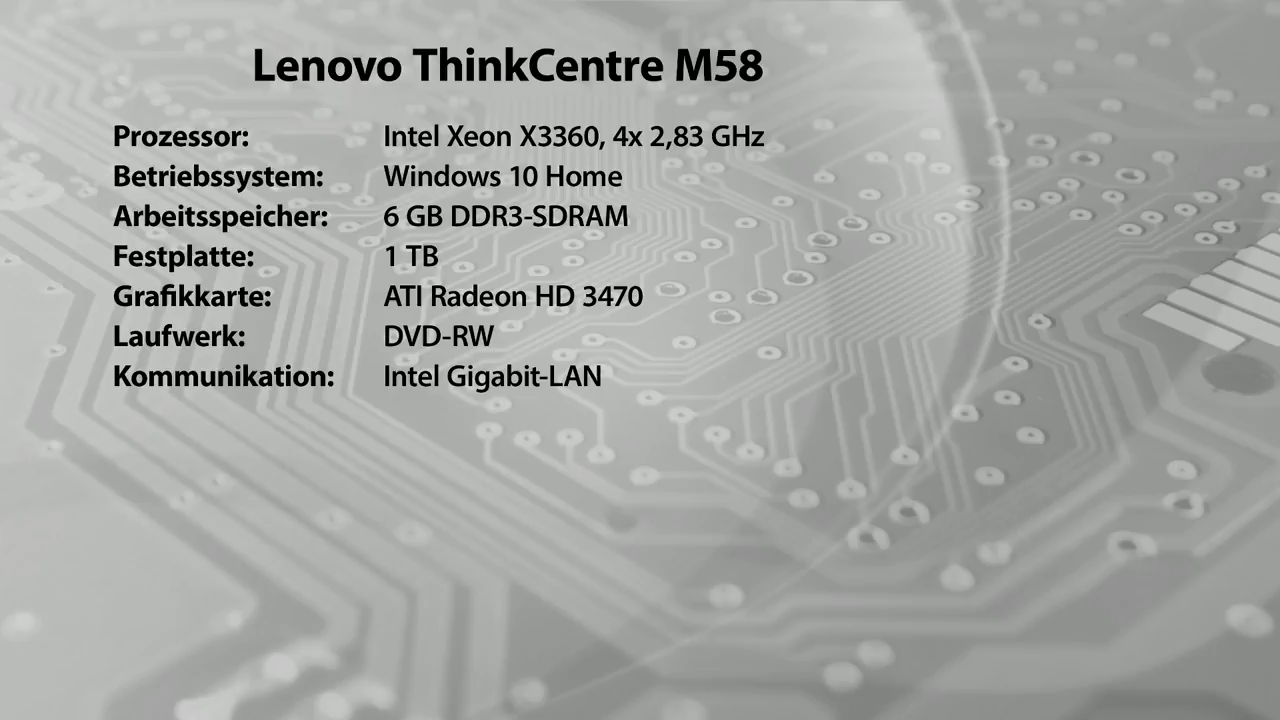 Lenovo ThinkCentre M58
Prozessor: Intel Xeon X3360, 4x 2,83 GHz
Betriebssystem: Windows 10 Home
Arbeitsspeicher: 6 GB DDR3-SDRAM
Festplatte: 1 TB
Grafikkarte: ATI Radeon HD 3470
Laufwerk: DVD-RW
Kommunikation: Intel Gigabit-LAN